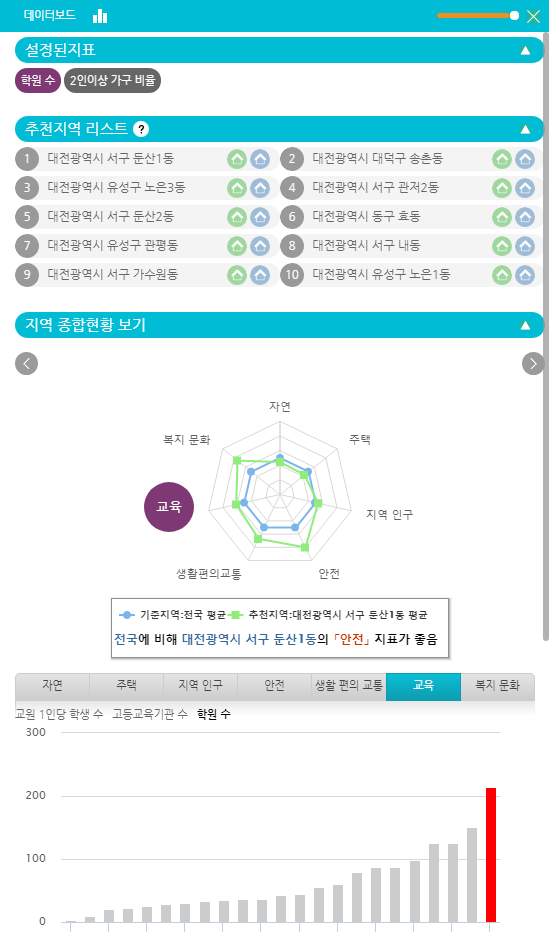 데이터보드
설정된지표
학원 수 2인이상 가구 비율
추천지역 리스트 ?
1 대전광역시 서구 둔산1동 2 대전광역시 대덕구 송촌동
3 대전광역시 유성구 노은3동 4 대전광역시 서구 관저2동
5 대전광역시 서구 둔산2동 6 대전광역시 동구 효동
7 대전광역시 유성구 관평동 8 대전광역시 서구 내동
9 대전광역시 서구 가수원동 10 대전광역시 유성구 노은1동
지역 종합현황 보기
자연
복지 문화 주택
교육
지역 인구
생활편의교통 안전
기준지역:전국 평균 추천지역:대전광역시 서구 둔산1동 평균
전국에 비해 대전광역시 서구 둔산1동의 「안전」 지표가 좋음
자연 주택 지역 인구 안전 생활 편의 교통 교육 복지 문화
교원 1인당 학생 수 고등교육기관 수 학원 수
300
200
100
0